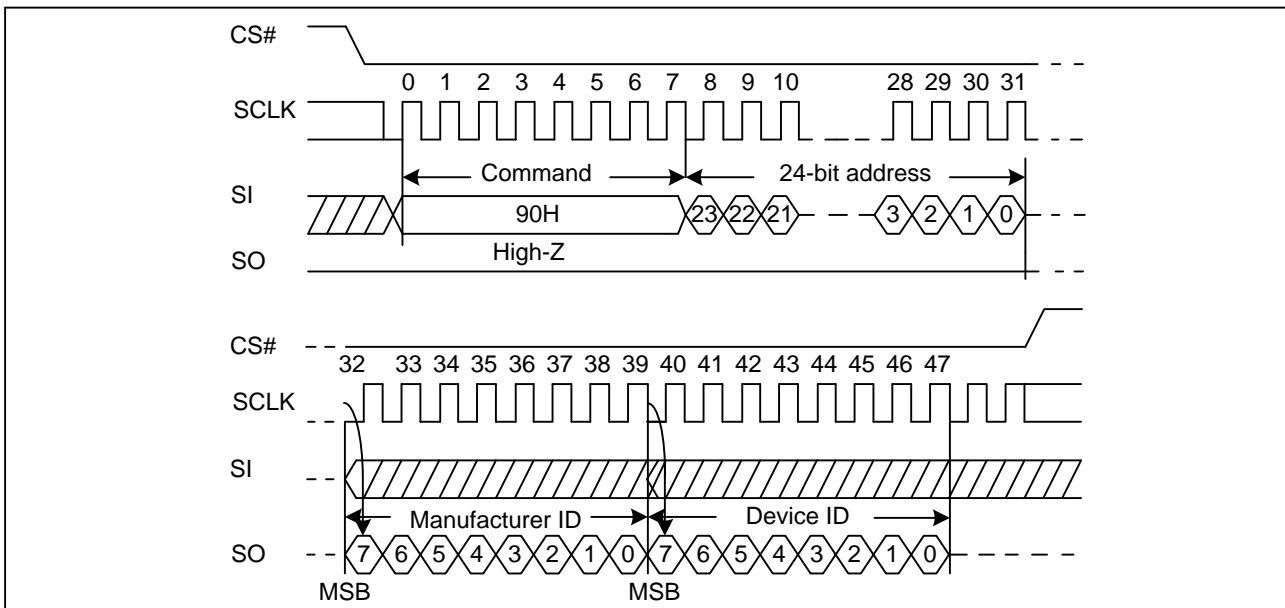 CS#
0 1 2 3 4 5 6 7 8 9 10 28 29 30 31
SCLK
Command 24-bit address
SI
90H 23 22 21 3 2 1 0
High-Z
SO
CS#
32 33 34 35 36 37 38 39 40 41 42 43 44 45 46 47
SCLK
SI
Manufacturer ID Device ID
SO 7 6 5 4 3 2 1 0 7 6 5 4 3 2 1 0
MSB MSB